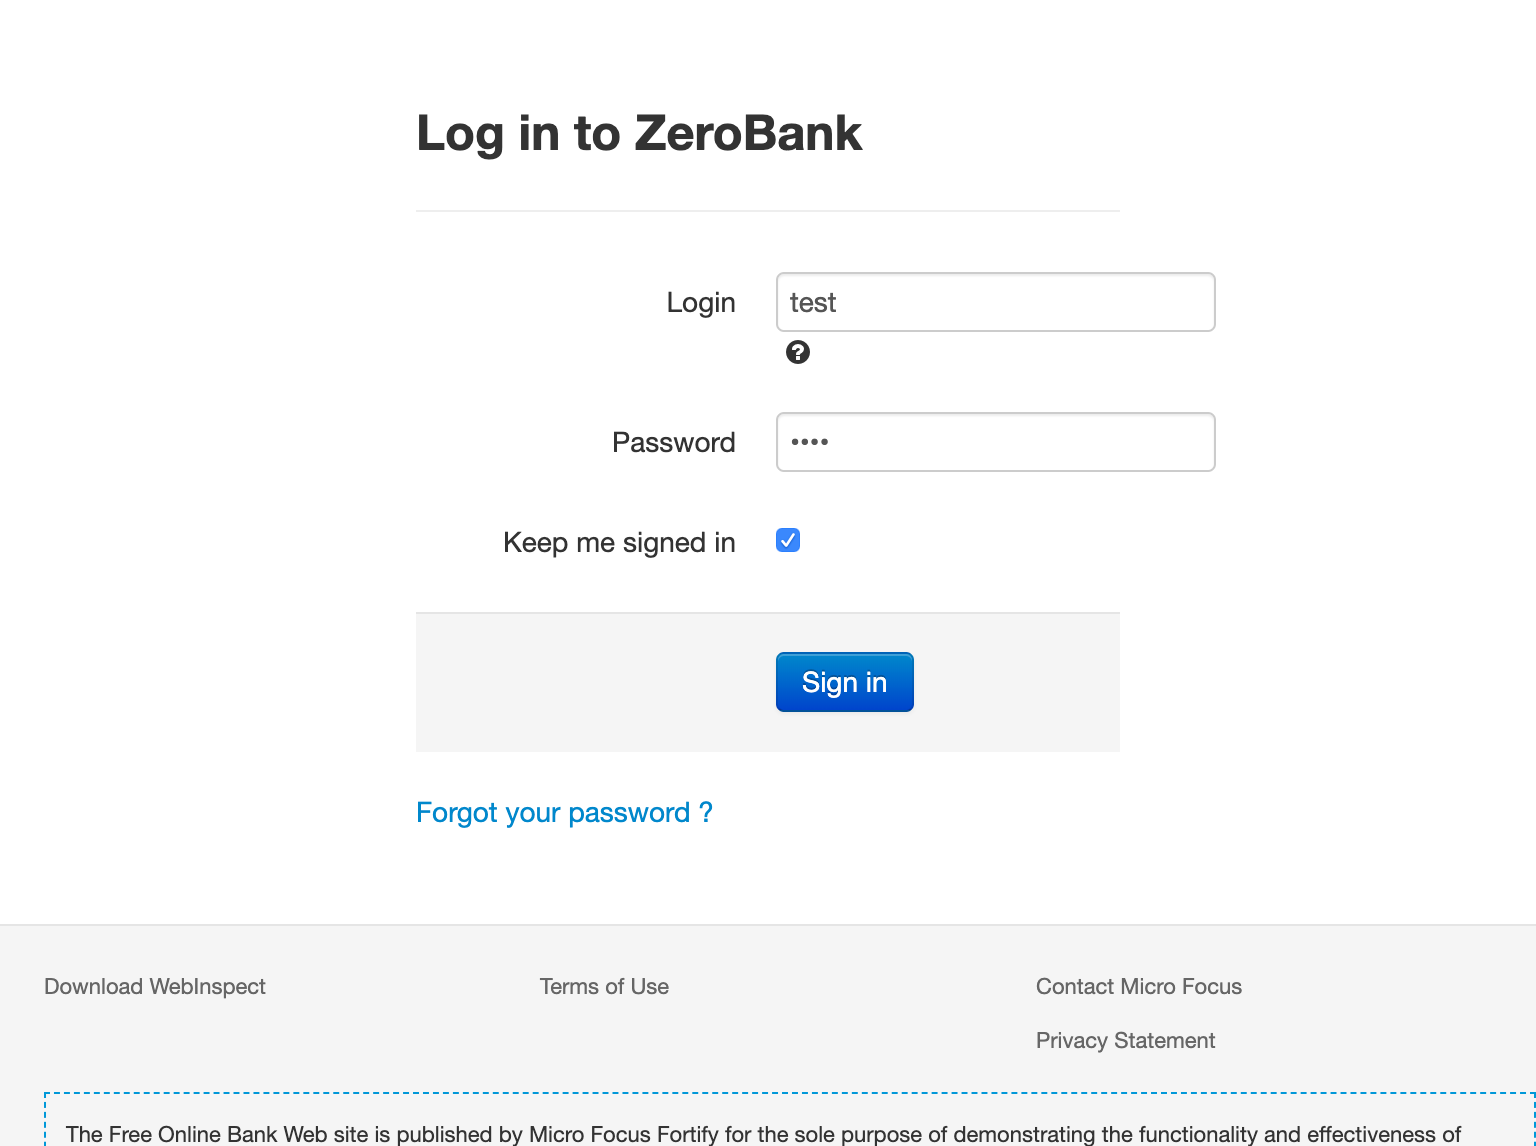 Log in to ZeroBank
Login
test
Password
••••
Keep me signed in
Sign in
Forgot your password ?
Download WebInspect
Terms of Use
Contact Micro Focus
Privacy Statement
The Free Online Bank Web site is published by Micro Focus Fortify for the sole purpose of demonstrating the functionality and effectiveness of